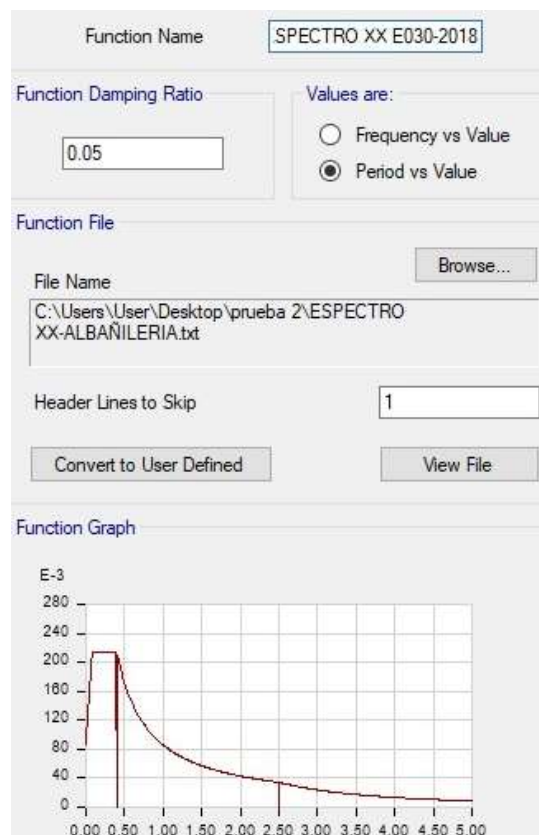 Function Name
SPECTRO XX E030-2018
Function Damping Ratio
0.05
Values are:
Frequency vs Value
Period vs Value
Function File
Browse...
File Name
C:\Users\User\Desktop\prueba 2\ESPECTRO
XX-ALBAÑILERIA.txt
Header Lines to Skip
1
Convert to User Defined
View File
Function Graph
E-3
280
240
200
160
120
80
40
0
0.00 0.50 1.00 1.50 2.00 2.50 3.00 3.50 4.00 4.50 5.00